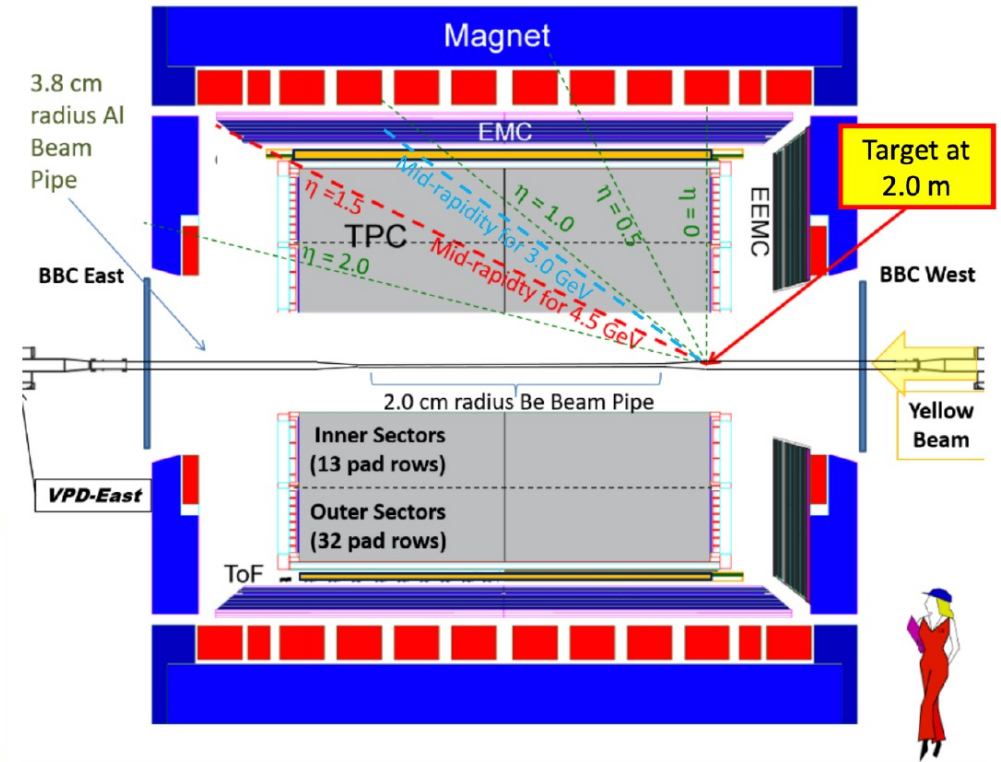 Magnet
3.8 cm
radius Al
Beam
Pipe
EMC
Target at
2.0 m
η =1.5
Mid-rapidity for 3.0 GeV
η = 1.0
η = 0.5
η = 0
EEMC
TPC
Mid-rapidty for 4.5 GeV
η = 2.0
BBC East
BBC West
2.0 cm radius Be Beam Pipe
Yellow
Beam
Inner Sectors
(13 pad rows)
VPD-East
Outer Sectors
(32 pad rows)
ToF